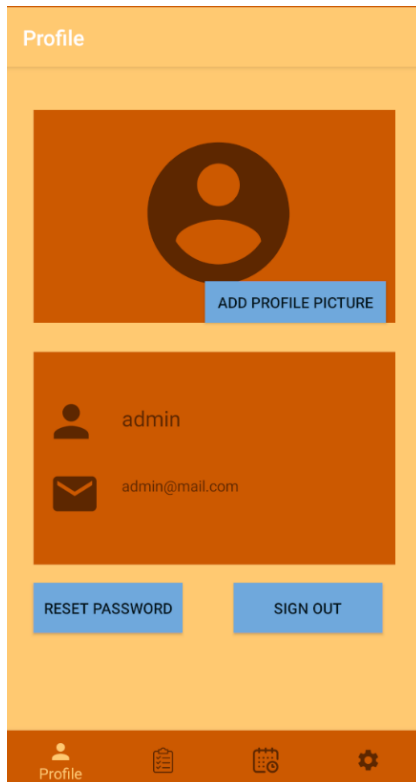 Profile
ADD PROFILE PICTURE
admin
admin@mail.com
RESET PASSWORD
SIGN OUT
Profile